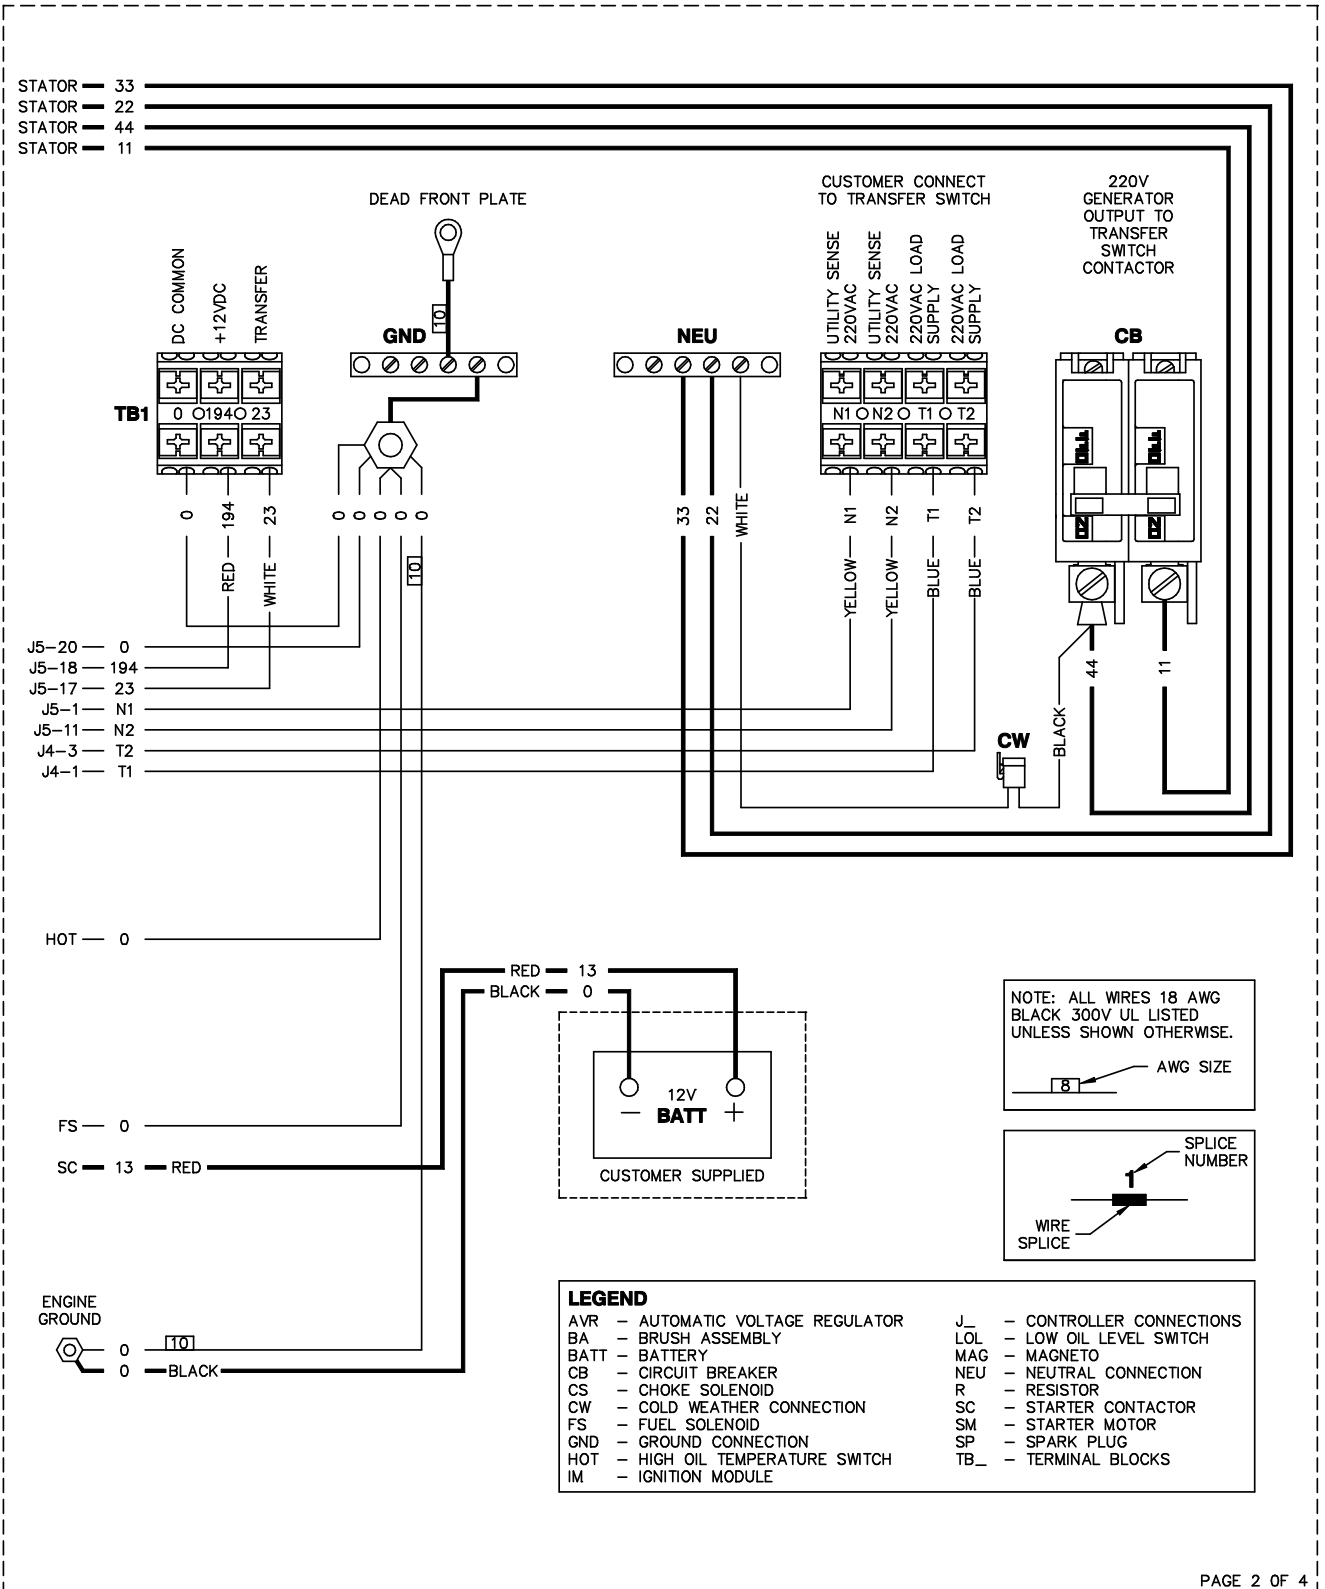 STATOR 33
STATOR 22
STATOR 44
STATOR 11
DEAD FRONT PLATE
CUSTOMER CONNECT
TO TRANSFER SWITCH
220V
GENERATOR
OUTPUT TO
TRANSFER
SWITCH
CONTACTOR
DC COMMON
+12VDC
TRANSFER
10
UTILITY SENSE
220VAC
UTILITY SENSE
220VAC
220VAC LOAD
SUPPLY
220VAC LOAD
SUPPLY
GND
NEU
CB
TB1
0 194 23
N1 N2 T1 T2
0
194
23
0
0
0
0
0
33
22
WHITE
N1
N2
T1
T2
RED
WHITE
10
YELLOW
YELLOW
BLUE
BLUE
ON
ON
44
11
J5-20 0
J5-18 194
J5-17 23
J5-1 N1
J5-11 N2
J4-3 T2
J4-1 T1
BLACK
CW
HOT 0
RED 13
BLACK 0
12V
BATT
– +
CUSTOMER SUPPLIED
FS 0
SC 13 RED
NOTE: ALL WIRES 18 AWG
BLACK 300V UL LISTED
UNLESS SHOWN OTHERWISE.
8
AWG SIZE
SPLICE
NUMBER
1
WIRE
SPLICE
ENGINE
GROUND
0 10
0 BLACK
LEGEND
AVR – AUTOMATIC VOLTAGE REGULATOR
BA – BRUSH ASSEMBLY
BATT – BATTERY
CB – CIRCUIT BREAKER
CS – CHOKE SOLENOID
CW – COLD WEATHER CONNECTION
FS – FUEL SOLENOID
GND – GROUND CONNECTION
HOT – HIGH OIL TEMPERATURE SWITCH
IM – IGNITION MODULE
J_ – CONTROLLER CONNECTIONS
LOL – LOW OIL LEVEL SWITCH
MAG – MAGNETO
NEU – NEUTRAL CONNECTION
R – RESISTOR
SC – STARTER CONTACTOR
SM – STARTER MOTOR
SP – SPARK PLUG
TB_ – TERMINAL BLOCKS
PAGE 2 OF 4